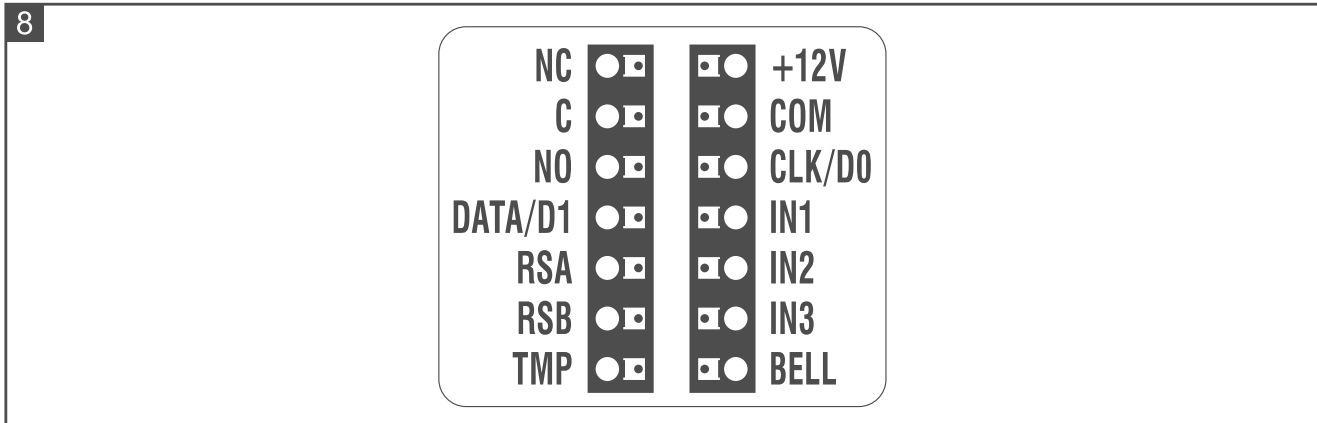 8
NC +12V
C COM
NO CLK/D0
DATA/D1 IN1
RSA IN2
RSB IN3
TMP BELL